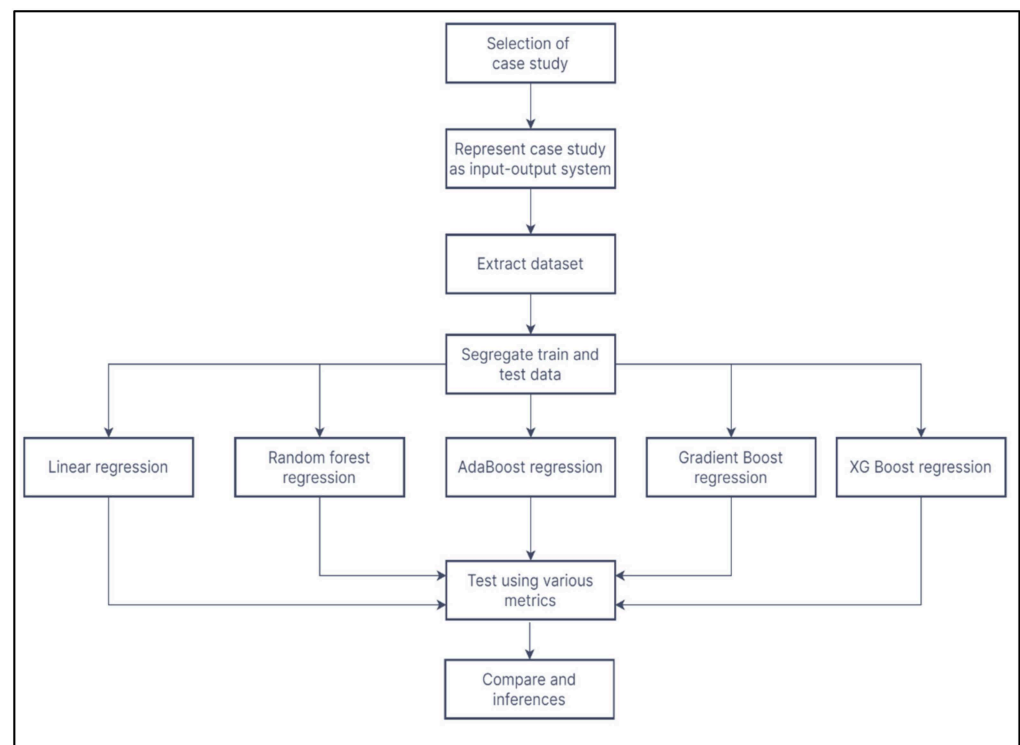 Selection of
case study
Represent case study
as input-output system
Extract dataset
Segregate train and
test data
Linear regression
Random forest
regression
AdaBoost regression
Gradient Boost
regression
XG Boost regression
Test using various
metrics
Compare and
inferences